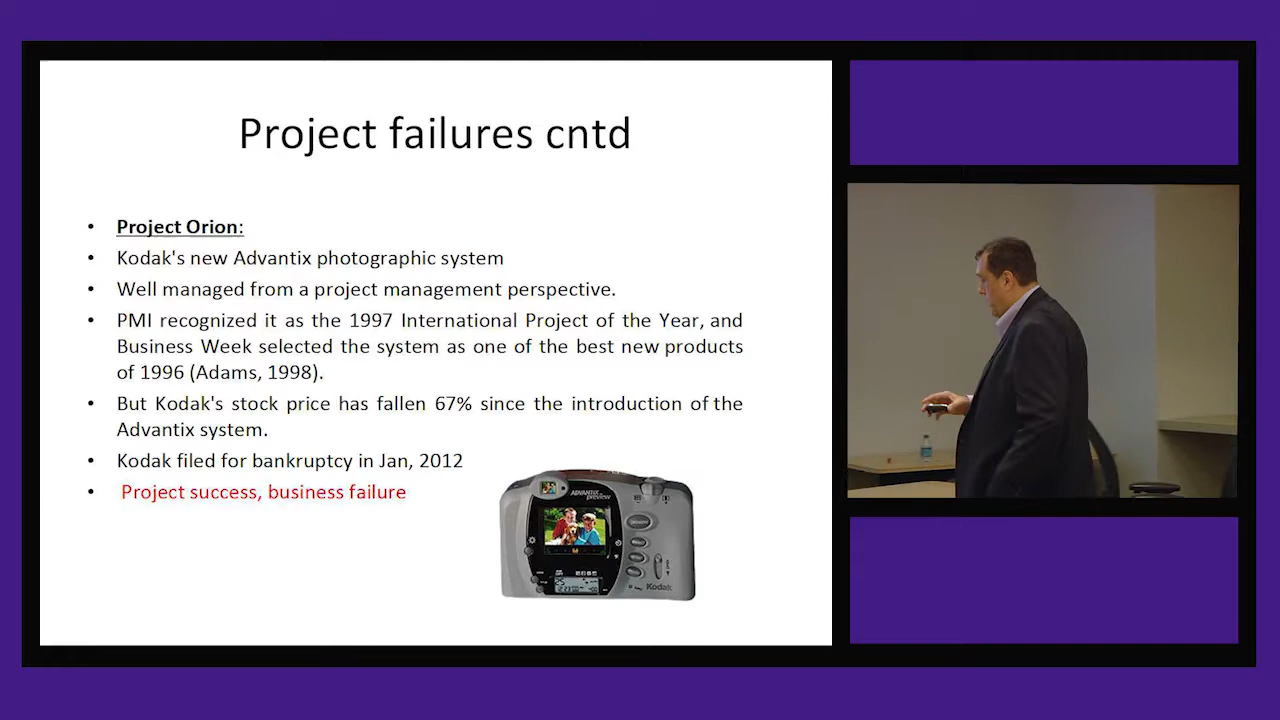 Project failures cntd
• Project Orion:
• Kodak's new Advantix photographic system
• Well managed from a project management perspective.
• PMI recognized it as the 1997 International Project of the Year, and
Business Week selected the system as one of the best new products
of 1996 (Adams, 1998).
• But Kodak's stock price has fallen 67% since the introduction of the
Advantix system.
• Kodak filed for bankruptcy in Jan, 2012
• Project success, business failure
ADVANTIX
preview
Kodak